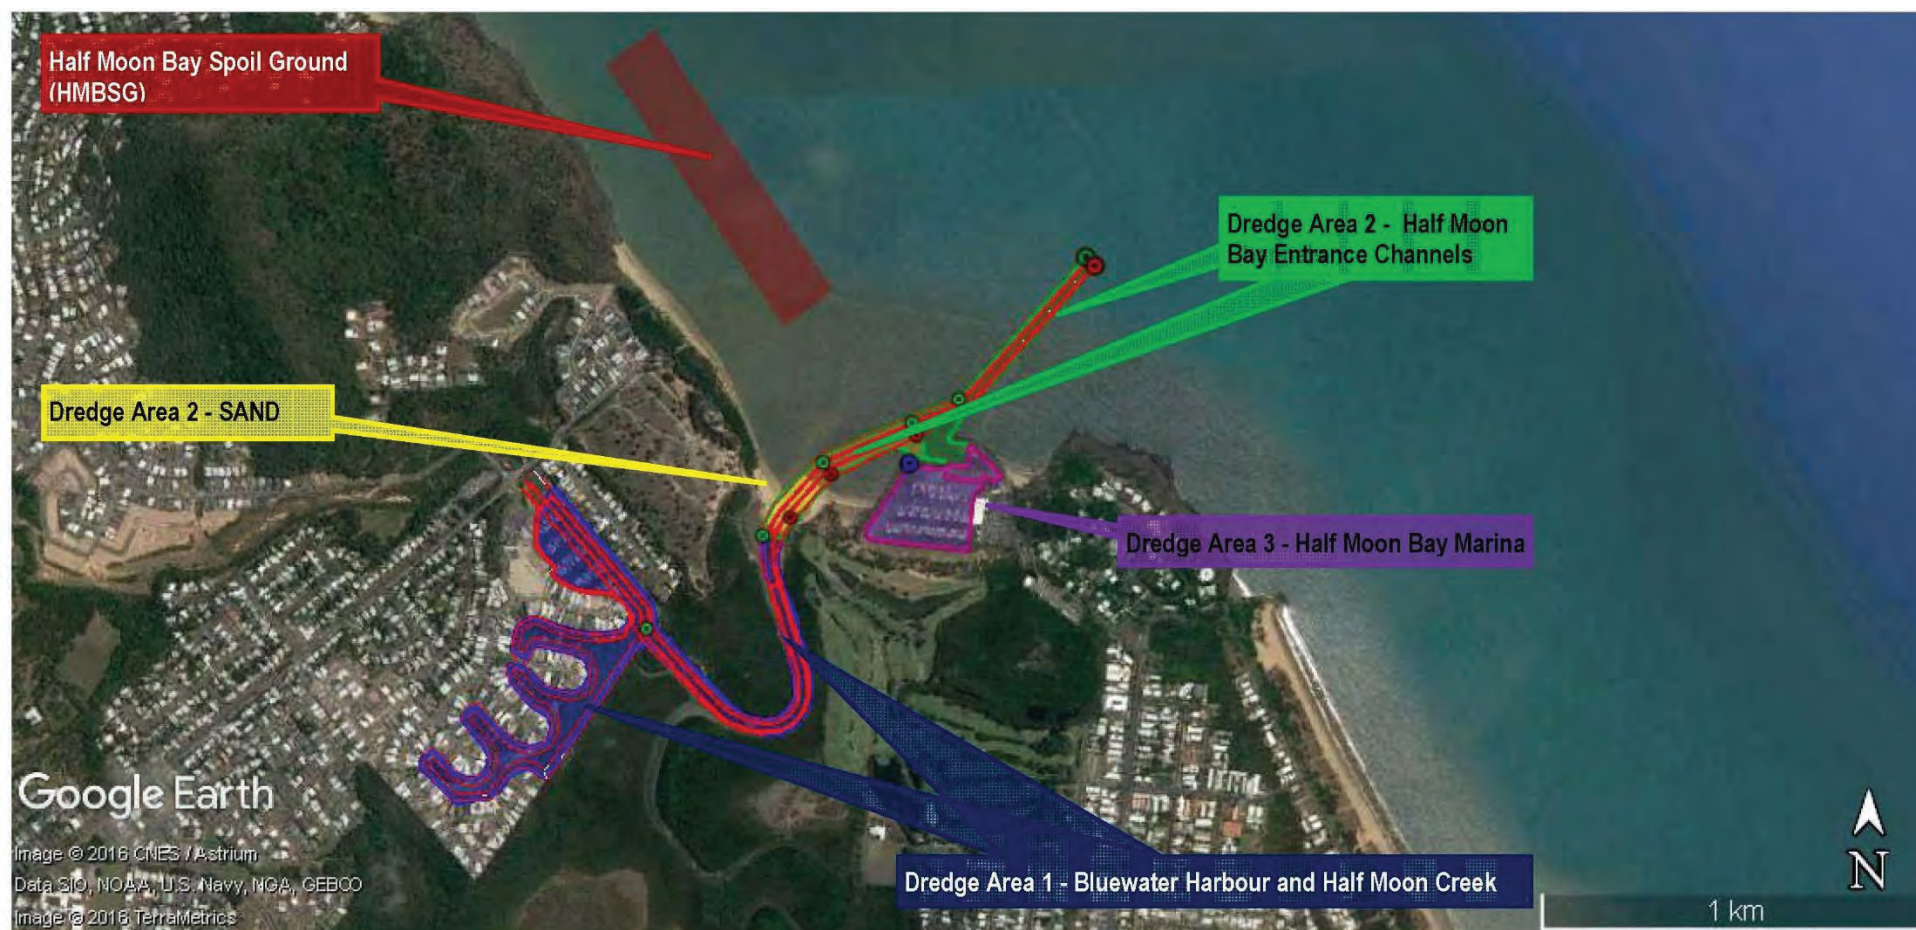 Half Moon Bay Spoil Ground
(HMBSG)
Dredge Area 2 - Half Moon
Bay Entrance Channels
Dredge Area 2 - SAND
Dredge Area 3 - Half Moon Bay Marina
Google Earth
Image © 2016 CNES / Astrium
Data SIO, NOAA, U.S. Navy, NGA, GEBCO
Image © 2016 TerraMetrics
Dredge Area 1 - Bluewater Harbour and Half Moon Creek
N
1 km